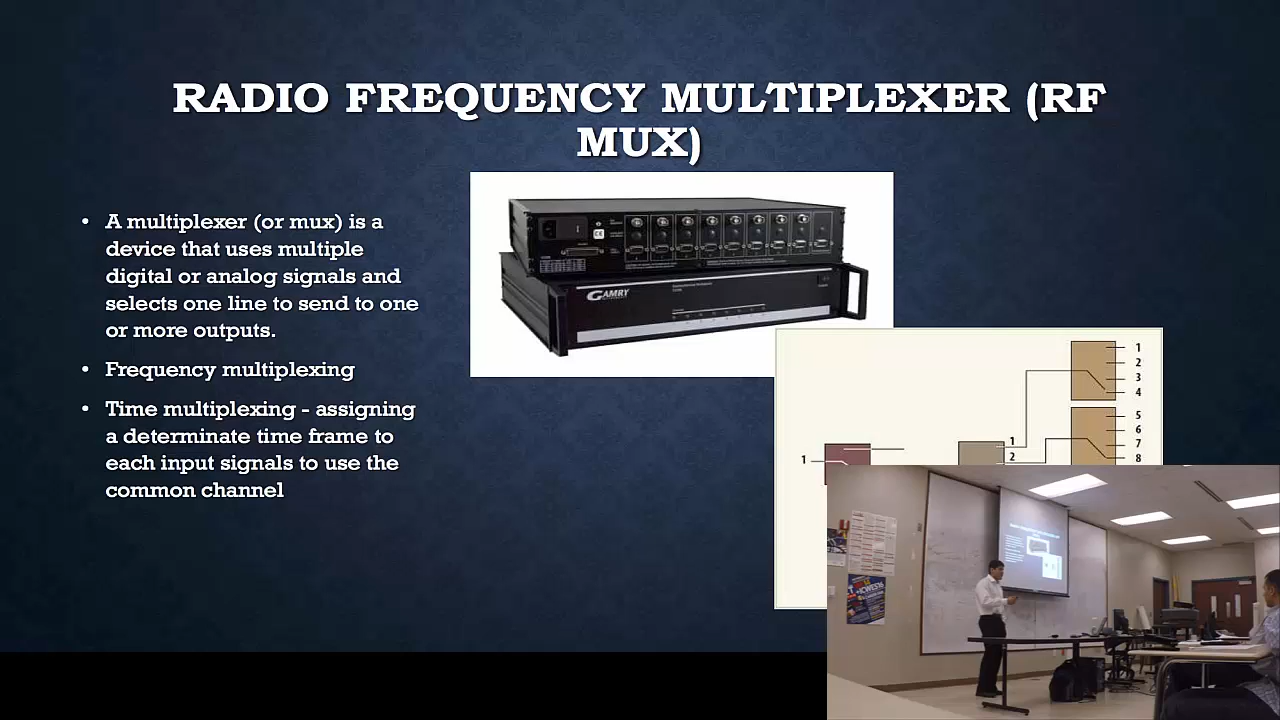 RADIO FREQUENCY MULTIPLEXER (RF
MUX)
• A multiplexer (or mux) is a
device that uses multiple
digital or analog signals and
selects one line to send to one
or more outputs.
• Frequency multiplexing
• Time multiplexing - assigning
a determinate time frame to
each input signals to use the
common channel
GAMRY
1
2
3
4
5
6
7
8
1
2
1